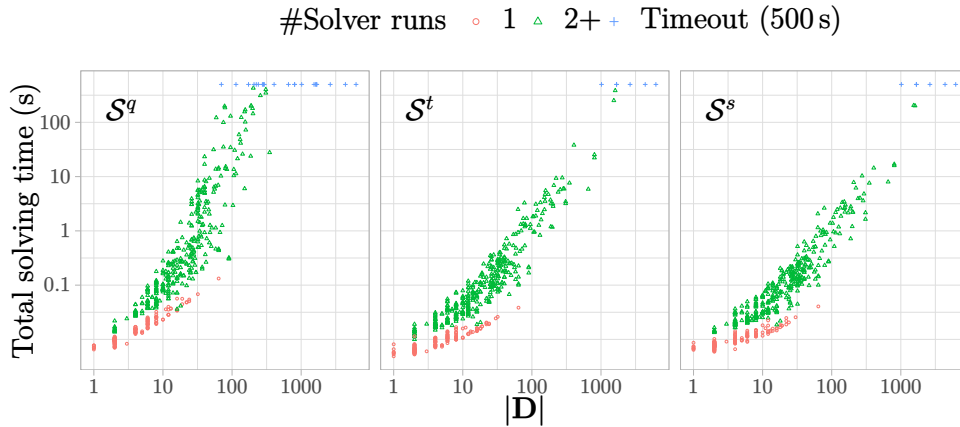 #Solver runs 1 2+ Timeout (500 s)
Total solving time (s)
100
10
1
0.1
S^q
S^t
S^s
1 10 100 1000 1 10 100 1000 1 10 100 1000
|D|